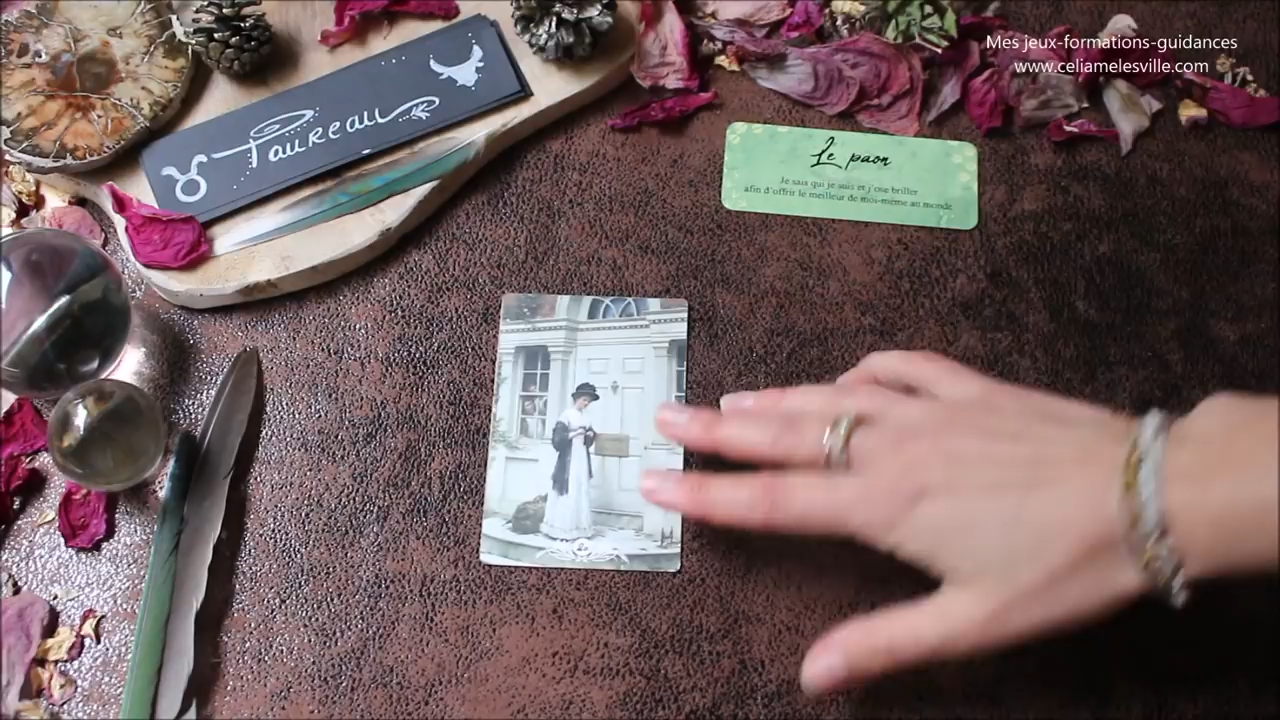 Mes jeux-formations-guidances
www.celiamelesville.com
Taureau
Le paon
Je sais qui je suis et j'ose briller
afin d'offrir le meilleur de moi-même au monde